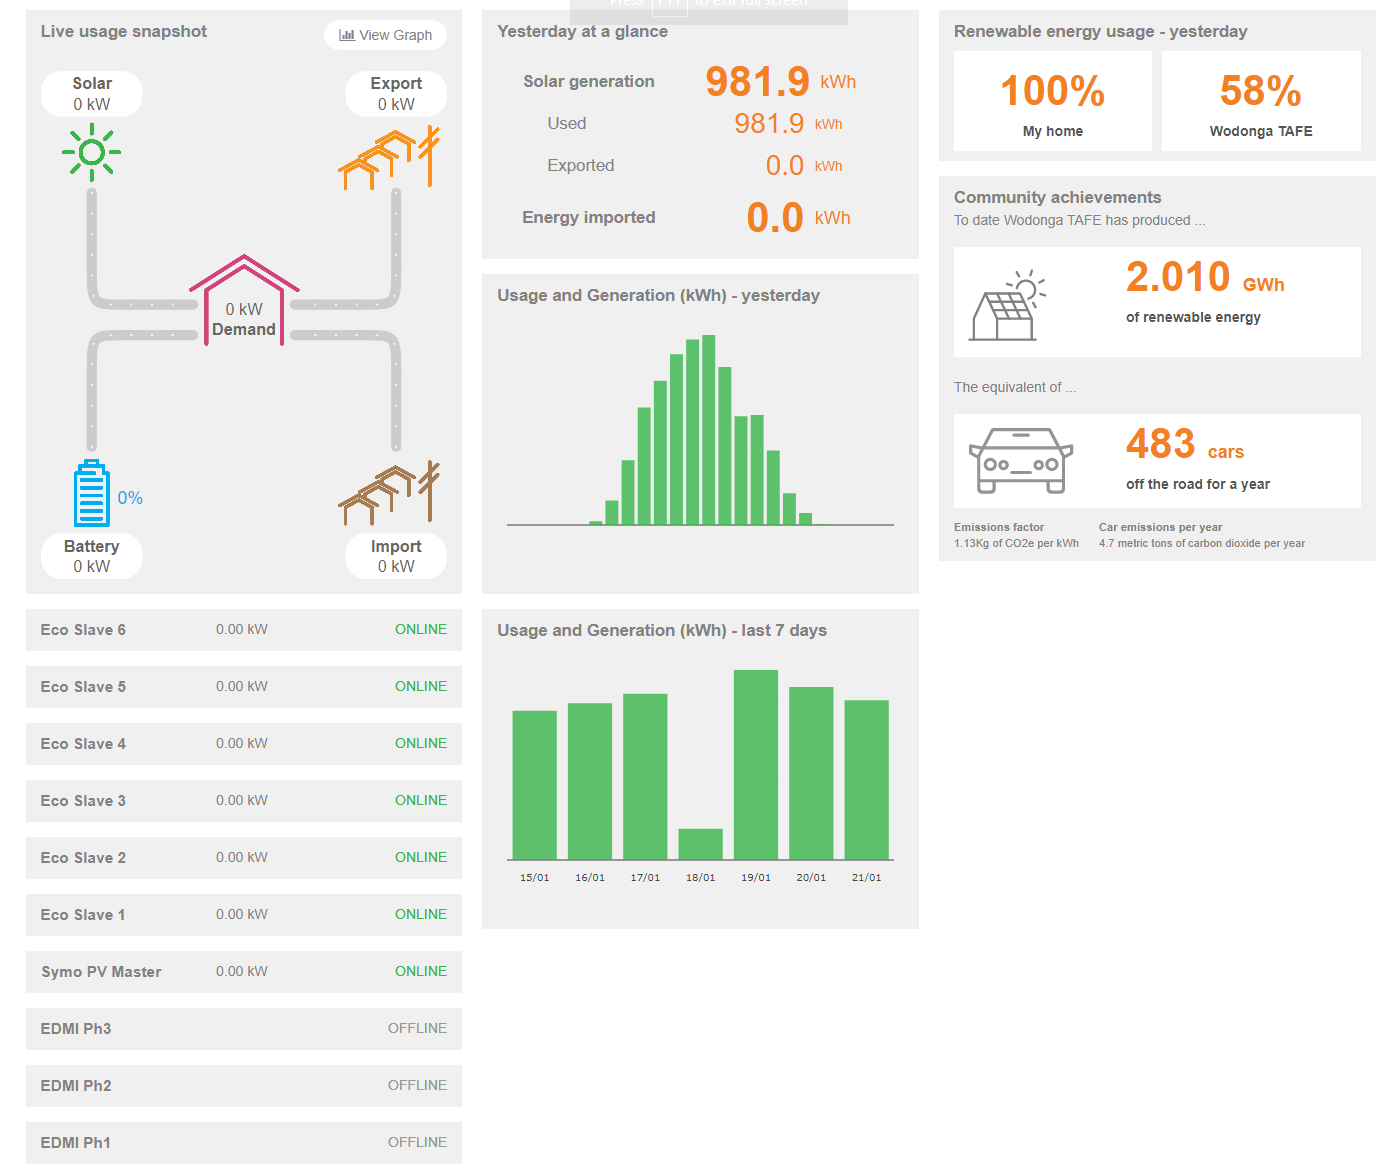 Press F11 to exit full screen
Live usage snapshot
View Graph
Solar
0 kW
Export
0 kW
0 kW
Demand
0%
Battery
0 kW
Import
0 kW
Eco Slave 6 0.00 kW ONLINE
Eco Slave 5 0.00 kW ONLINE
Eco Slave 4 0.00 kW ONLINE
Eco Slave 3 0.00 kW ONLINE
Eco Slave 2 0.00 kW ONLINE
Eco Slave 1 0.00 kW ONLINE
Symo PV Master 0.00 kW ONLINE
EDMI Ph3 OFFLINE
EDMI Ph2 OFFLINE
EDMI Ph1 OFFLINE
Yesterday at a glance
Solar generation 981.9 kWh
Used 981.9 kWh
Exported 0.0 kWh
Energy imported 0.0 kWh
Usage and Generation (kWh) - yesterday
Usage and Generation (kWh) - last 7 days
15/01 16/01 17/01 18/01 19/01 20/01 21/01
Renewable energy usage - yesterday
100%
My home
58%
Wodonga TAFE
Community achievements
To date Wodonga TAFE has produced ...
2.010 GWh
of renewable energy
The equivalent of ...
483 cars
off the road for a year
Emissions factor
1.13Kg of CO2e per kWh
Car emissions per year
4.7 metric tons of carbon dioxide per year